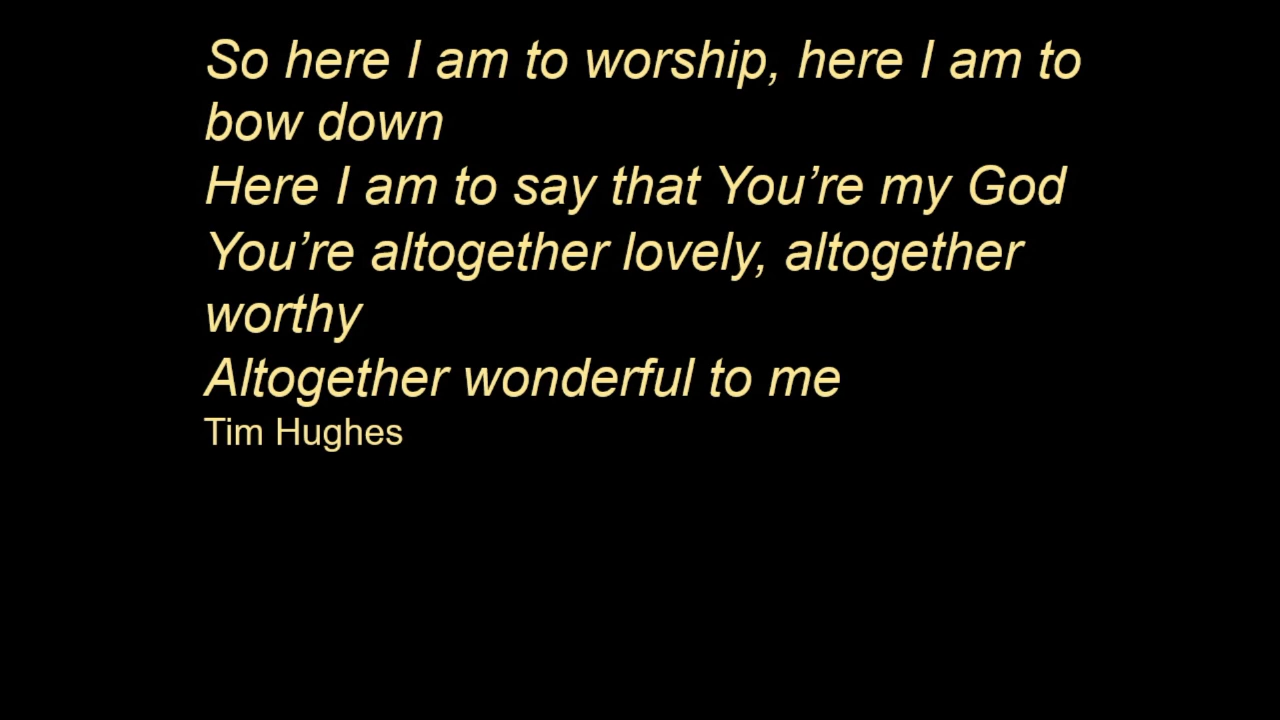 So here I am to worship, here I am to
bow down
Here I am to say that You’re my God
You’re altogether lovely, altogether
worthy
Altogether wonderful to me
Tim Hughes